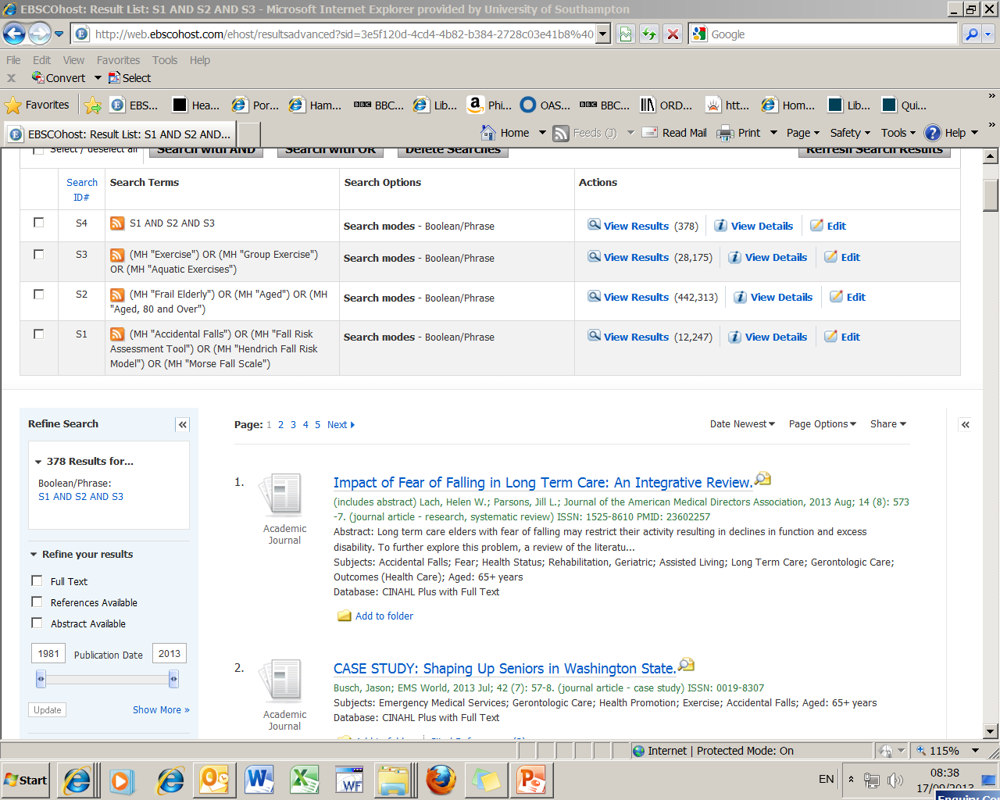 EBSCOhost: Result List: S1 AND S2 AND S3 - Microsoft Internet Explorer provided by University of Southampton
http://web.ebscohost.com/ehost/resultsadvanced?sid=3e5f120d-4cd4-4b82-b384-2728c03e41b8%40
Google
File Edit View Favorites Tools Help
x Convert Select
Favorites EBS... Hea... Por... Ham... BBC BBC... Lib... Phi... OAS... BBC BBC... ORD... htt... Hom... Lib... Qui... »
EBSCOhost: Result List: S1 AND S2 AND... Home Feeds (J) Read Mail Print Page Safety Tools Help »
Select / deselect all Search with AND Search with OR Delete Searches Refresh Search Results
Search ID# Search Terms Search Options Actions
S4 S1 AND S2 AND S3 Search modes - Boolean/Phrase View Results (378) View Details Edit
S3 (MH "Exercise") OR (MH "Group Exercise") Search modes - Boolean/Phrase View Results (28,175) View Details Edit
OR (MH "Aquatic Exercises")
S2 (MH "Frail Elderly") OR (MH "Aged") OR (MH Search modes - Boolean/Phrase View Results (442,313) View Details Edit
"Aged, 80 and Over")
S1 (MH "Accidental Falls") OR (MH "Fall Risk Search modes - Boolean/Phrase View Results (12,247) View Details Edit
Assessment Tool") OR (MH "Hendrich Fall Risk
Model") OR (MH "Morse Fall Scale")
Refine Search «
378 Results for...
Boolean/Phrase:
S1 AND S2 AND S3
Refine your results
Full Text
References Available
Abstract Available
1981 Publication Date 2013
Update Show More »
Page: 1 2 3 4 5 Next Date Newest Page Options Share «
1. Impact of Fear of Falling in Long Term Care: An Integrative Review.
(includes abstract) Lach, Helen W.; Parsons, Jill L.; Journal of the American Medical Directors Association, 2013 Aug; 14 (8): 573
-7. (journal article - research, systematic review) ISSN: 1525-8610 PMID: 23602257
Academic
Journal
Abstract: Long term care elders with fear of falling may restrict their activity resulting in declines in function and excess
disability. To further explore this problem, a review of the literatu...
Subjects: Accidental Falls; Fear; Health Status; Rehabilitation, Geriatric; Assisted Living; Long Term Care; Gerontologic Care;
Outcomes (Health Care); Aged: 65+ years
Database: CINAHL Plus with Full Text
Add to folder
2. CASE STUDY: Shaping Up Seniors in Washington State.
Busch, Jason; EMS World, 2013 Jul; 42 (7): 57-8. (journal article - case study) ISSN: 0019-8307
Academic
Journal
Subjects: Emergency Medical Services; Gerontologic Care; Health Promotion; Exercise; Accidental Falls; Aged: 65+ years
Database: CINAHL Plus with Full Text
Internet | Protected Mode: On 115%
Start WF EN 08:38
17/09/2013